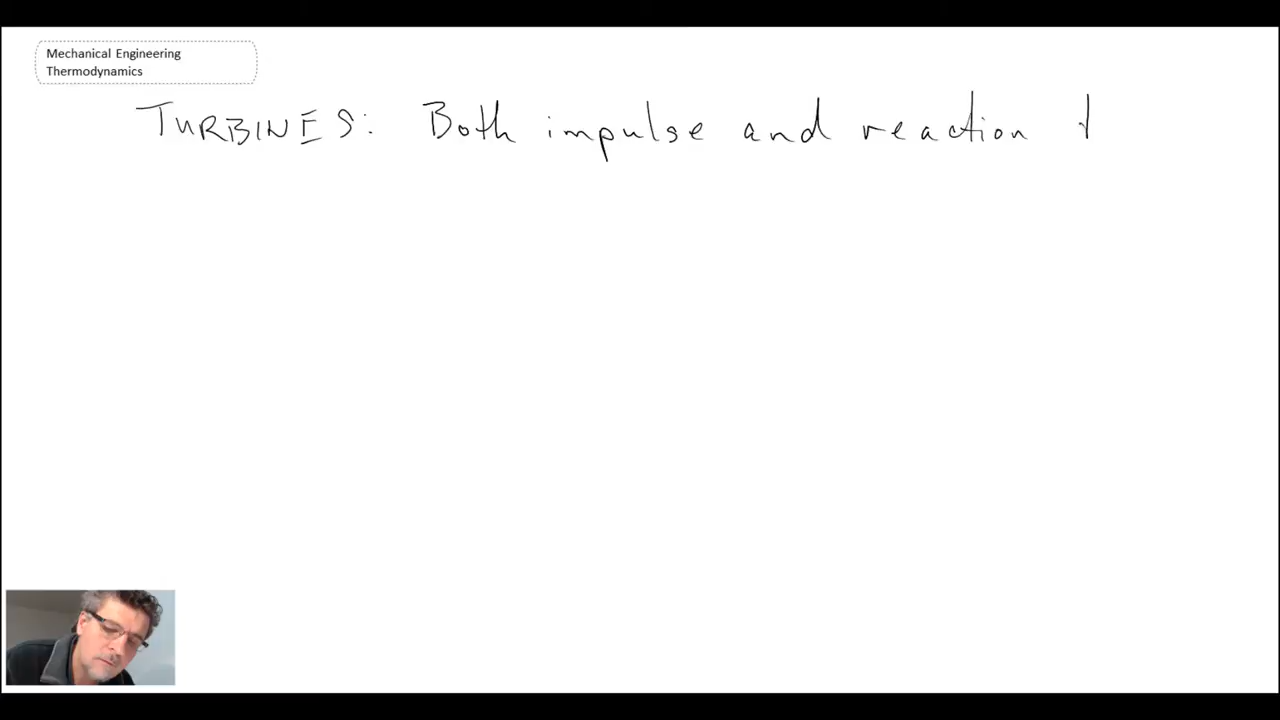 Mechanical Engineering
Thermodynamics
TURBINES: Both impulse and reaction t